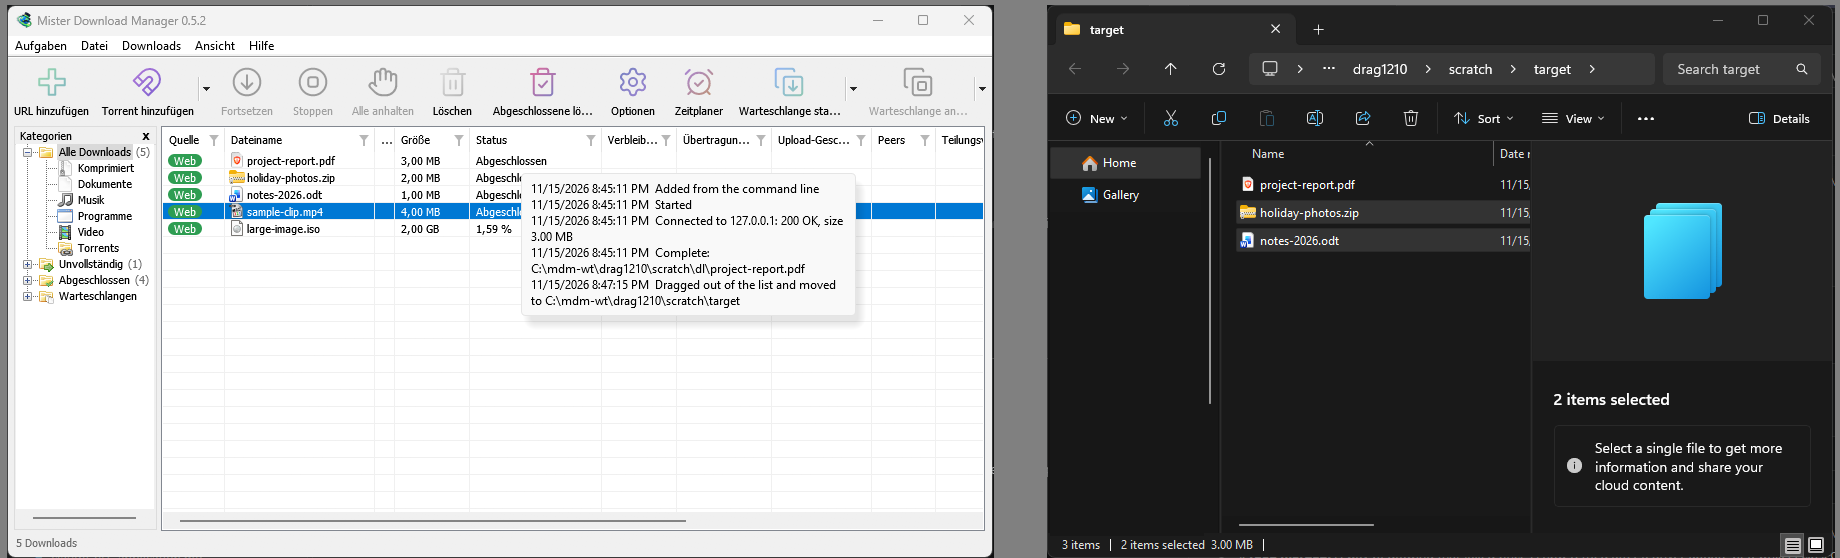 Mister Download Manager 0.5.2
Aufgaben Datei Downloads Ansicht Hilfe
URL hinzufügen Torrent hinzufügen Fortsetzen Stoppen Alle anhalten Löschen Abgeschlossene lö... Optionen Zeitplaner Warteschlange sta... Warteschlange an...
Kategorien x
Alle Downloads (5)
Komprimiert
Dokumente
Musik
Programme
Video
Torrents
Unvollständig (1)
Abgeschlossen (4)
Warteschlangen
Quelle Dateiname ... Größe Status Verbleib... Übertragun... Upload-Gesc... Peers Teilungsv
Web project-report.pdf 3,00 MB Abgeschlossen
Web holiday-photos.zip 2,00 MB Abgeschl
Web notes-2026.odt 1,00 MB Abgeschl
Web sample-clip.mp4 4,00 MB Abgeschl
Web large-image.iso 2,00 GB 1,59 %
11/15/2026 8:45:11 PM Added from the command line
11/15/2026 8:45:11 PM Started
11/15/2026 8:45:11 PM Connected to 127.0.0.1: 200 OK, size
3.00 MB
11/15/2026 8:45:11 PM Complete:
C:\mdm-wt\drag1210\scratch\dl\project-report.pdf
11/15/2026 8:47:15 PM Dragged out of the list and moved
to C:\mdm-wt\drag1210\scratch\target
5 Downloads
target
... drag1210 > scratch > target >
Search target
New Sort View ... Details
Home
Gallery
Name Date r
project-report.pdf 11/15,
holiday-photos.zip 11/15,
notes-2026.odt 11/15,
2 items selected
Select a single file to get more
information and share your
cloud content.
3 items | 2 items selected 3.00 MB |